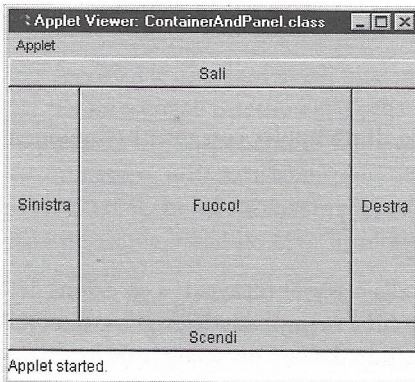 Applet Viewer: ContainerAndPanel.class
Applet
Sali
Sinistra
Fuoco!
Destra
Scendi
Applet started.